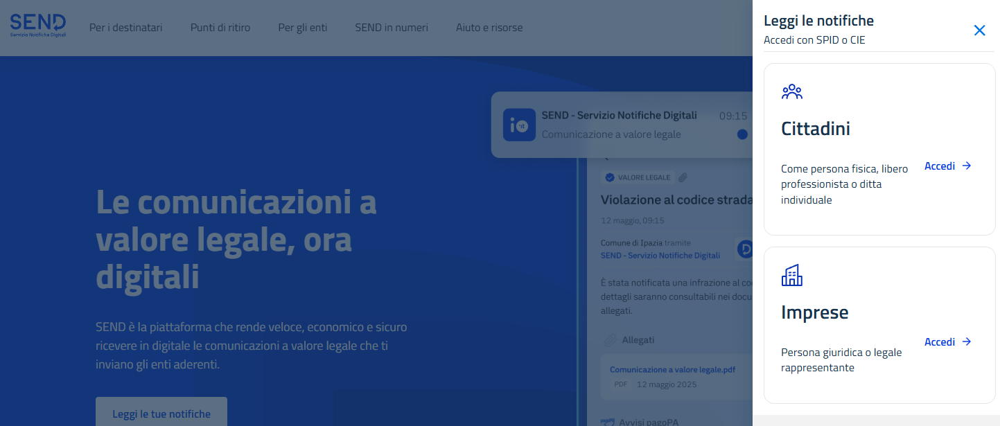 SEND
Servizio Notifiche Digitali
Per i destinatari
Punti di ritiro
Per gli enti
SEND in numeri
Aiuto e risorse
Le comunicazioni a
valore legale, ora
digitali
SEND è la piattaforma che rende veloce, economico e sicuro
ricevere in digitale le comunicazioni a valore legale che ti
inviano gli enti aderenti.
Leggi le tue notifiche
io it
SEND - Servizio Notifiche Digitali
09:15
Comunicazione a valore legale
VALORE LEGALE
Violazione al codice strada
12 maggio, 09:15
Comune di Ipazia tramite
SEND - Servizio Notifiche Digitali
È stata notificata una infrazione al
dettagli saranno consultabili nei
allegati.
Allegati
Comunicazione a valore legale.pdf
PDF 12 maggio 2025
Avvisi pagoPA
Leggi le notifiche
Accedi con SPID o CIE
Cittadini
Come persona fisica, libero
professionista o ditta
individuale
Accedi
Imprese
Persona giuridica o legale
rappresentante
Accedi